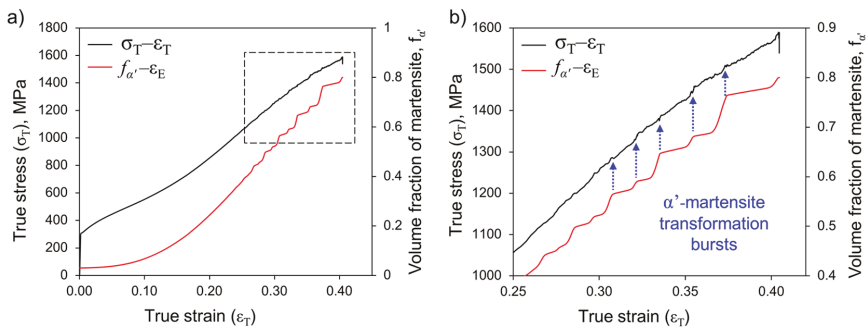 a)
σT–εT
fα′–εE
True stress (σT), MPa
1800
1600
1400
1200
1000
800
600
400
200
0
0.00
0.10
0.20
0.30
0.40
True strain (εT)
1
0.8
0.6
0.4
0.2
0
Volume fraction of martensite, fα′
b)
σT–εT
fα′–εE
True stress (σT), MPa
1600
1500
1400
1300
1200
1100
1000
0.25
0.30
0.35
0.40
True strain (εT)
α’-martensite
transformation
bursts
0.9
0.8
0.7
0.6
0.5
0.4
Volume fraction of martensite, fα′